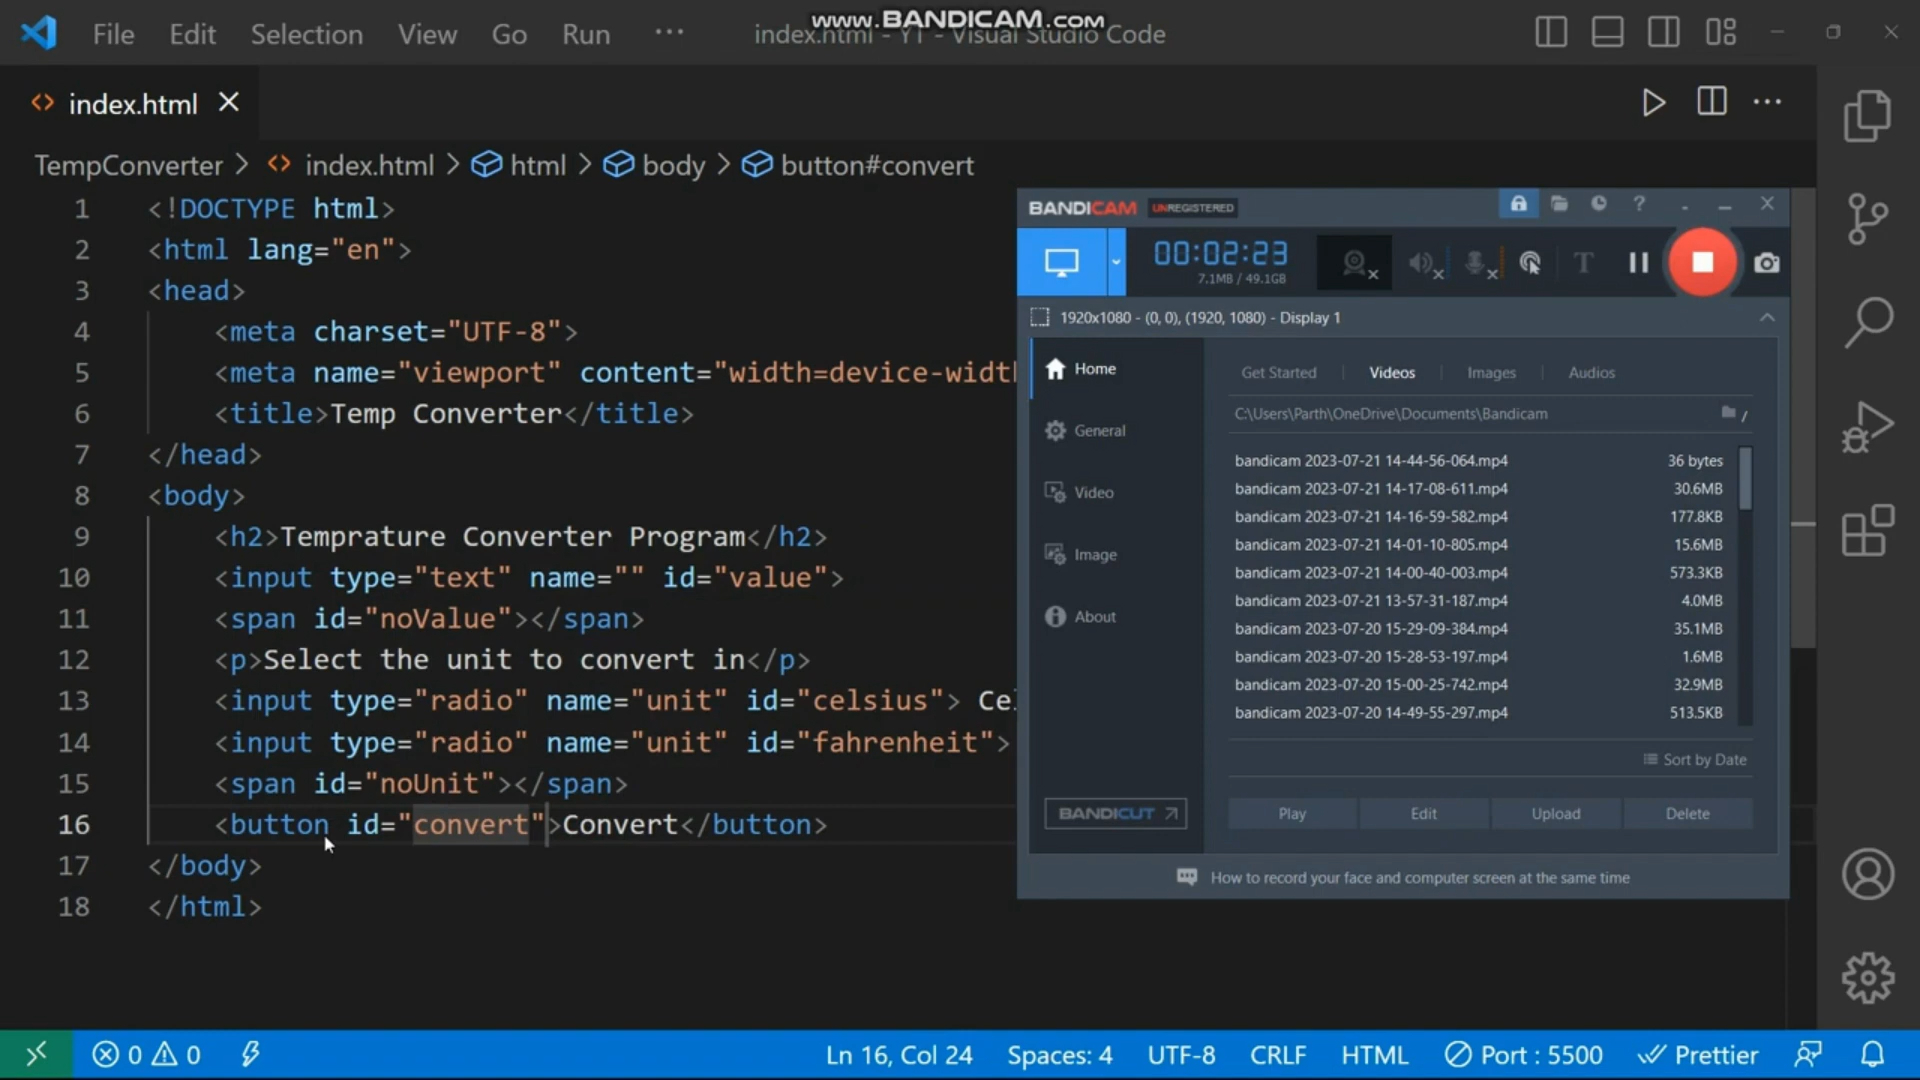 www.BANDICAM.com
File Edit Selection View Go Run ··· index.html - YT - Visual Studio Code
index.html
TempConverter > index.html > html > body > button#convert
1 <!DOCTYPE html>
2 <html lang="en">
3 <head>
4 <meta charset="UTF-8">
5 <meta name="viewport" content="width=device-widt
6 <title>Temp Converter</title>
7 </head>
8 <body>
9 <h2>Temprature Converter Program</h2>
10 <input type="text" name="" id="value">
11 <span id="noValue"></span>
12 <p>Select the unit to convert in</p>
13 <input type="radio" name="unit" id="celsius"> Ce
14 <input type="radio" name="unit" id="fahrenheit">
15 <span id="noUnit"></span>
16 <button id="convert">Convert</button>
17 </body>
18 </html>
BANDICAM UNREGISTERED
00:02:23
7.1MB / 49.1GB
1920x1080 - (0, 0), (1920, 1080) - Display 1
Home
General
Video
Image
About
BANDICUT
Get Started Videos Images Audios
C:\Users\Parth\OneDrive\Documents\Bandicam
bandicam 2023-07-21 14-44-56-064.mp4 36 bytes
bandicam 2023-07-21 14-17-08-611.mp4 30.6MB
bandicam 2023-07-21 14-16-59-582.mp4 177.8KB
bandicam 2023-07-21 14-01-10-805.mp4 15.6MB
bandicam 2023-07-21 14-00-40-003.mp4 573.3KB
bandicam 2023-07-21 13-57-31-187.mp4 4.0MB
bandicam 2023-07-20 15-29-09-384.mp4 35.1MB
bandicam 2023-07-20 15-28-53-197.mp4 1.6MB
bandicam 2023-07-20 15-00-25-742.mp4 32.9MB
bandicam 2023-07-20 14-49-55-297.mp4 513.5KB
Sort by Date
Play Edit Upload Delete
How to record your face and computer screen at the same time
0 0 Ln 16, Col 24 Spaces: 4 UTF-8 CRLF HTML Port : 5500 Prettier